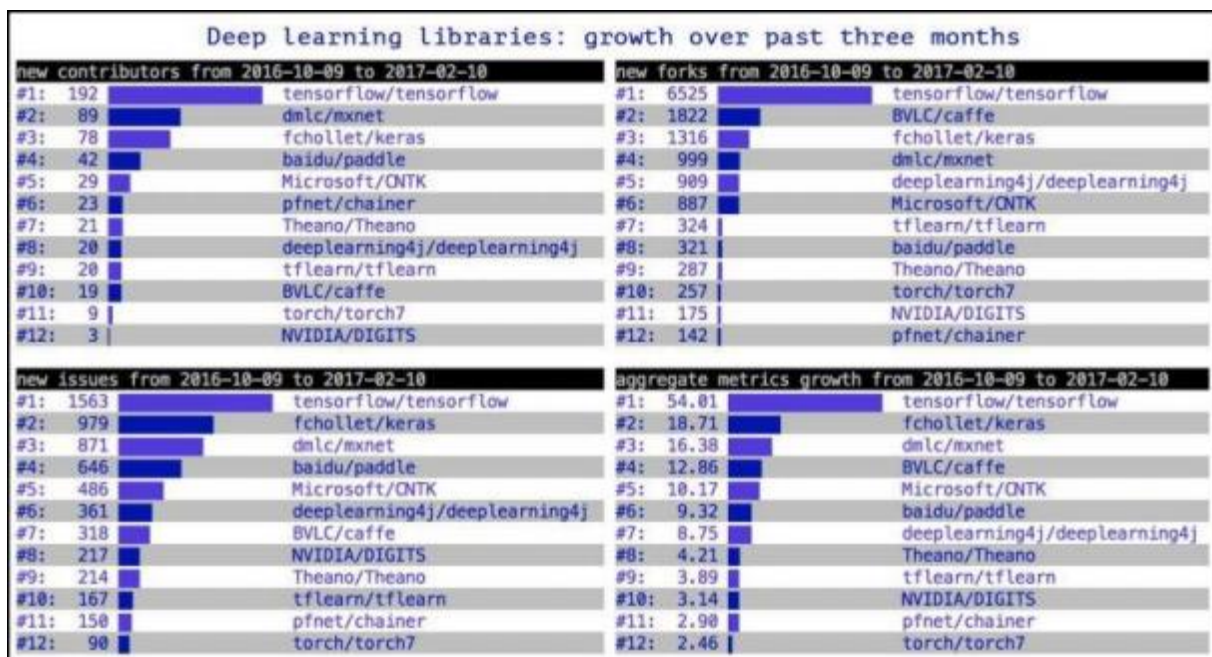 Deep learning libraries: growth over past three months
new contributors from 2016-10-09 to 2017-02-10
#1: 192 tensorflow/tensorflow
#2: 89 dmlc/mxnet
#3: 78 fchollet/keras
#4: 42 baidu/paddle
#5: 29 Microsoft/CNTK
#6: 23 pfnet/chainer
#7: 21 Theano/Theano
#8: 20 deeplearning4j/deeplearning4j
#9: 20 tflearn/tflearn
#10: 19 BVLC/caffe
#11: 9 torch/torch7
#12: 3 NVIDIA/DIGITS
new forks from 2016-10-09 to 2017-02-10
#1: 6525 tensorflow/tensorflow
#2: 1822 BVLC/caffe
#3: 1316 fchollet/keras
#4: 999 dmlc/mxnet
#5: 909 deeplearning4j/deeplearning4j
#6: 887 Microsoft/CNTK
#7: 324 tflearn/tflearn
#8: 321 baidu/paddle
#9: 287 Theano/Theano
#10: 257 torch/torch7
#11: 175 NVIDIA/DIGITS
#12: 142 pfnet/chainer
new issues from 2016-10-09 to 2017-02-10
#1: 1563 tensorflow/tensorflow
#2: 979 fchollet/keras
#3: 871 dmlc/mxnet
#4: 646 baidu/paddle
#5: 486 Microsoft/CNTK
#6: 361 deeplearning4j/deeplearning4j
#7: 318 BVLC/caffe
#8: 217 NVIDIA/DIGITS
#9: 214 Theano/Theano
#10: 167 tflearn/tflearn
#11: 150 pfnet/chainer
#12: 90 torch/torch7
aggregate metrics growth from 2016-10-09 to 2017-02-10
#1: 54.01 tensorflow/tensorflow
#2: 18.71 fchollet/keras
#3: 16.38 dmlc/mxnet
#4: 12.86 BVLC/caffe
#5: 10.17 Microsoft/CNTK
#6: 9.32 baidu/paddle
#7: 8.75 deeplearning4j/deeplearning4j
#8: 4.21 Theano/Theano
#9: 3.89 tflearn/tflearn
#10: 3.14 NVIDIA/DIGITS
#11: 2.90 pfnet/chainer
#12: 2.46 torch/torch7